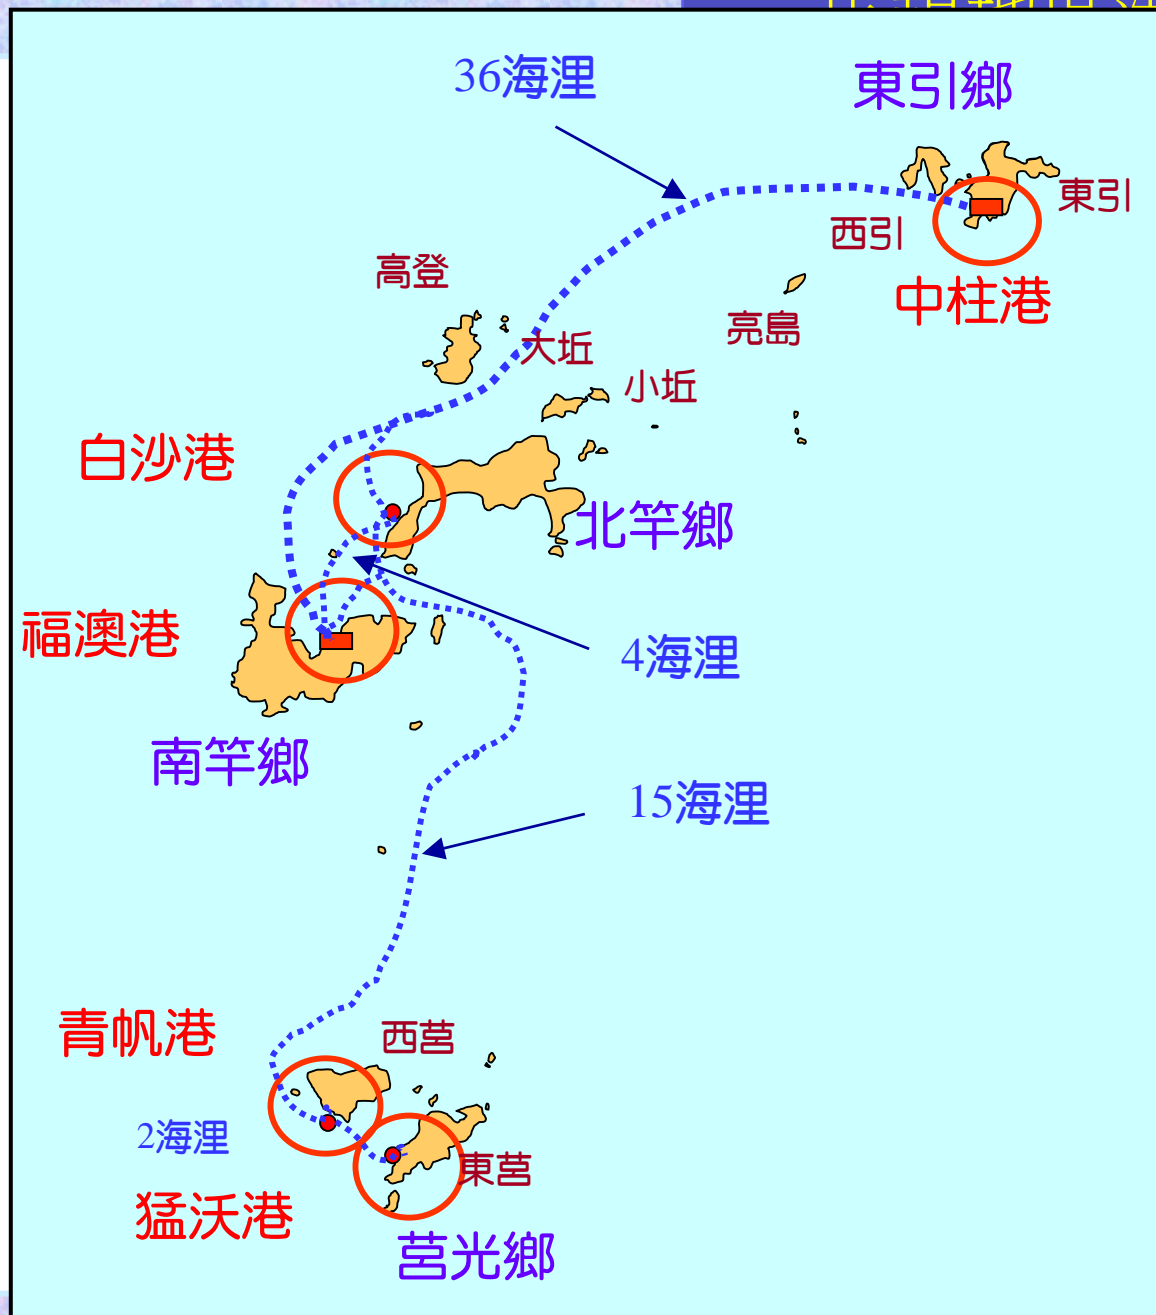 36海浬
東引鄉
東引
西引
中柱港
高登
亮島
大坵
小坵
白沙港
北竿鄉
福澳港
4海浬
南竿鄉
15海浬
青帆港
西莒
2海浬
東莒
猛沃港
莒光鄉